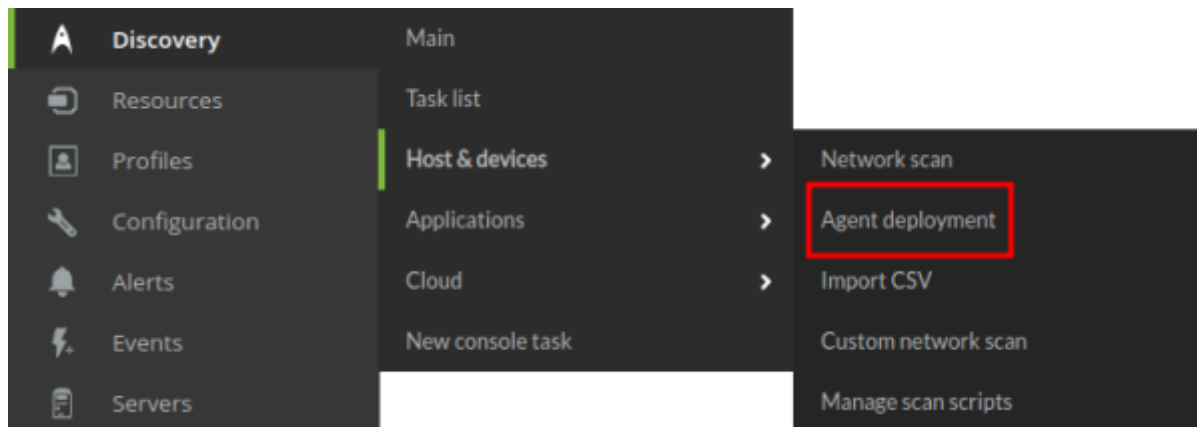 Discovery
Resources
Profiles
Configuration
Alerts
Events
Servers
Main
Task list
Host & devices
Applications
Cloud
New console task
Network scan
Agent deployment
Import CSV
Custom network scan
Manage scan scripts